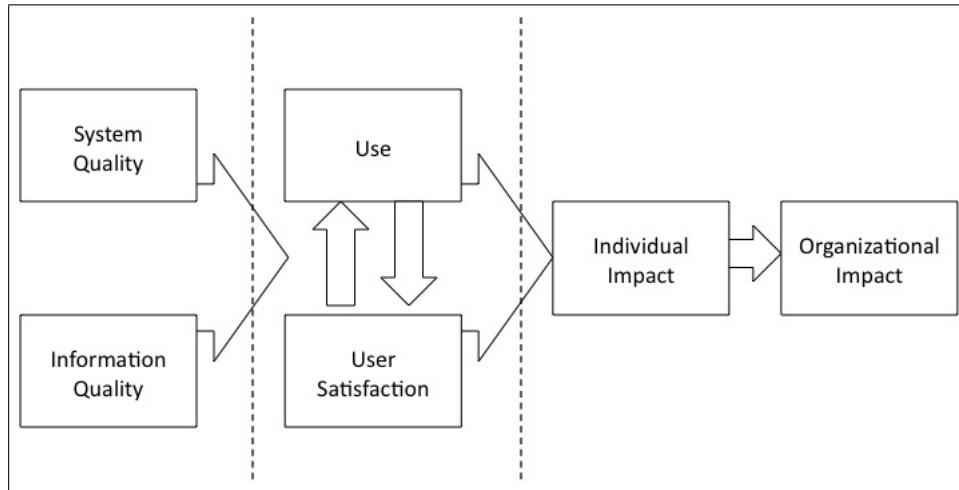 System
Quality
Use
Individual
Impact
Organizational
Impact
Information
Quality
User
Satisfaction